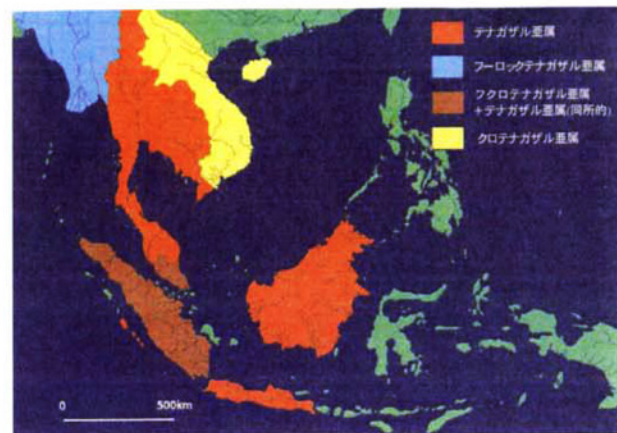 テナガザル亜属
フーロックテナガザル亜属
フクロテナガザル亜属
+テナガザル亜属(同所的)
クロテナガザル亜属
0 500km